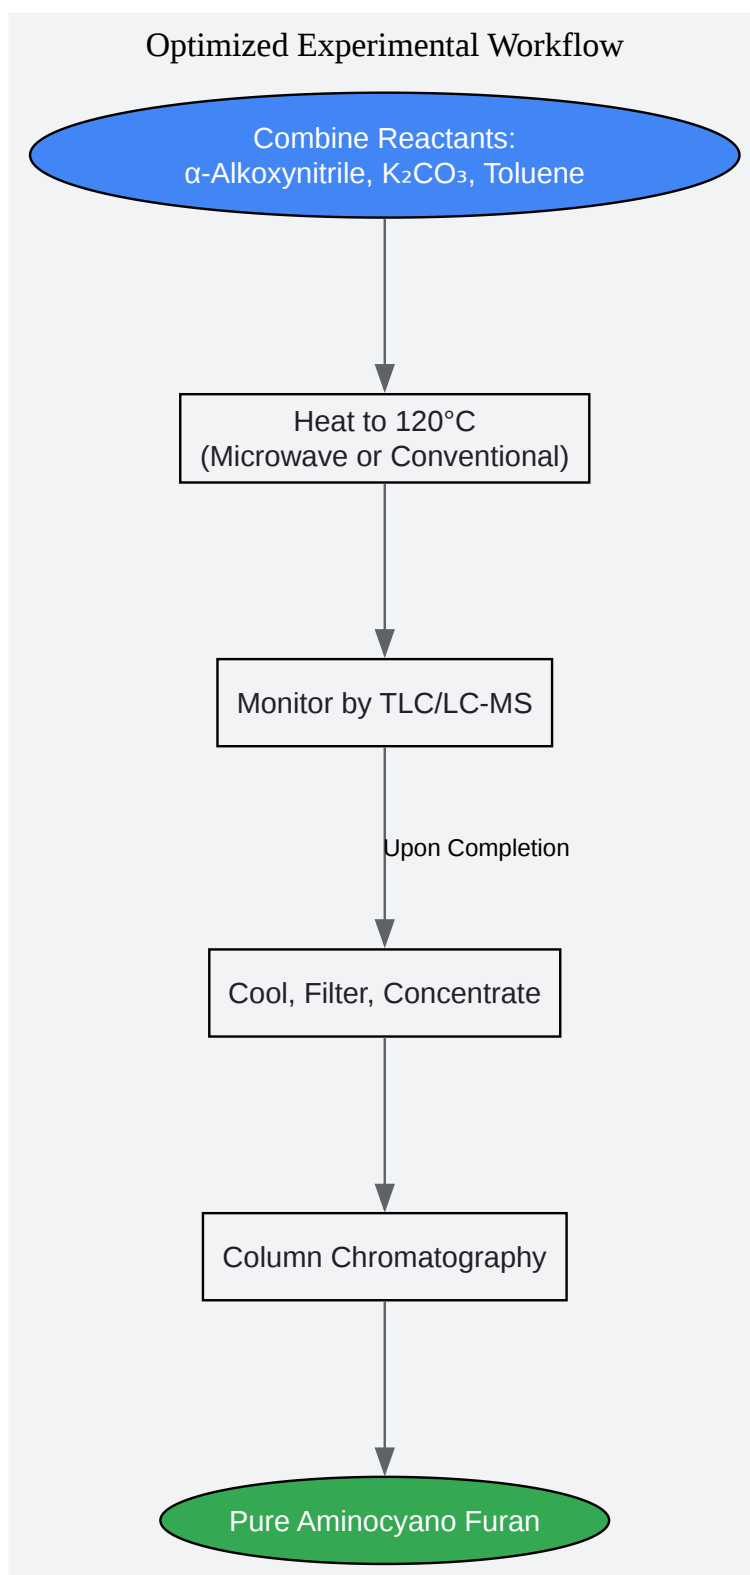 Optimized Experimental Workflow
Combine Reactants:
α-Alkoxynitrile, K₂CO₃, Toluene
Heat to 120°C
(Microwave or Conventional)
Monitor by TLC/LC-MS
Upon Completion
Cool, Filter, Concentrate
Column Chromatography
Pure Aminocyano Furan